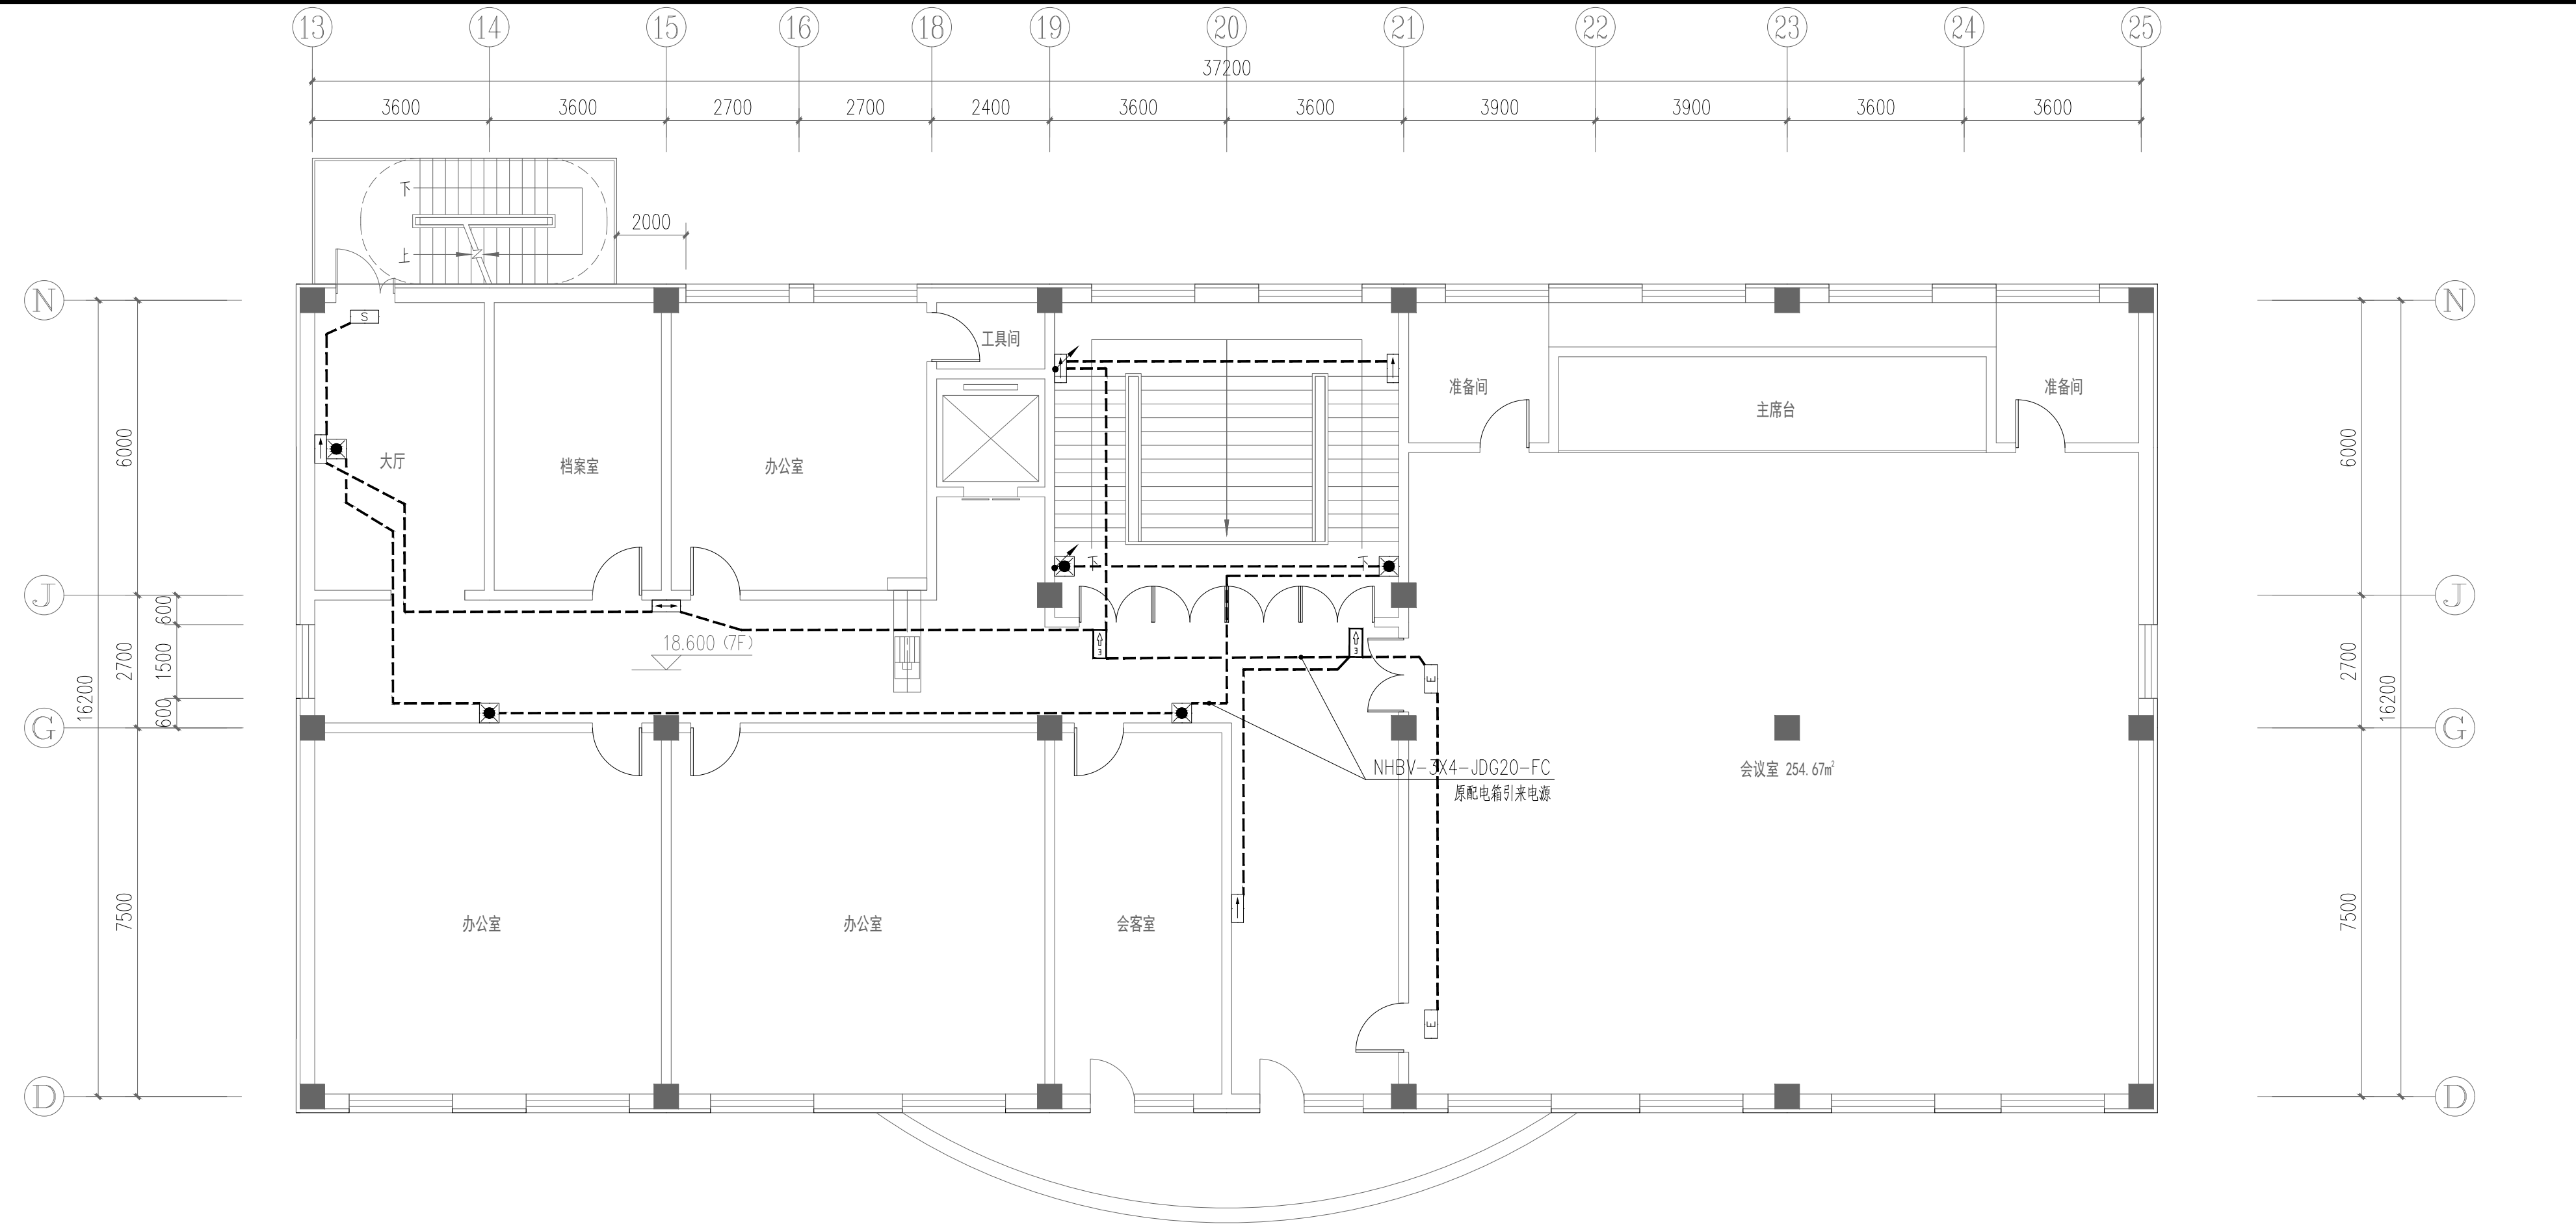 13 14 15 16 18 19 20 21 22 23 24 25
37200
3600 3600 2700 2700 2400 3600 3600 3900 3900 3600 3600
下
2000
上
N N
S
工具间
准备间 准备间
主席台
6000 6000
大厅 档案室 办公室
下 下
J J
600
18.600 (7F)
3 3
2700 1500 2700
E
16200 16200
600
G G
NHBV-3X4-JDG20-FC
会议室 254.67m²
原配电箱引来电源
7500 7500
办公室 办公室 会客室
E
D D